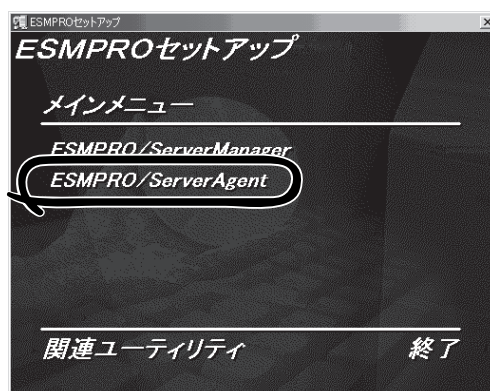 ESMPROセットアップ
ESMPROセットアップ
メインメニュー
ESMPRO/ServerManager
ESMPRO/ServerAgent
関連ユーティリティ
終了